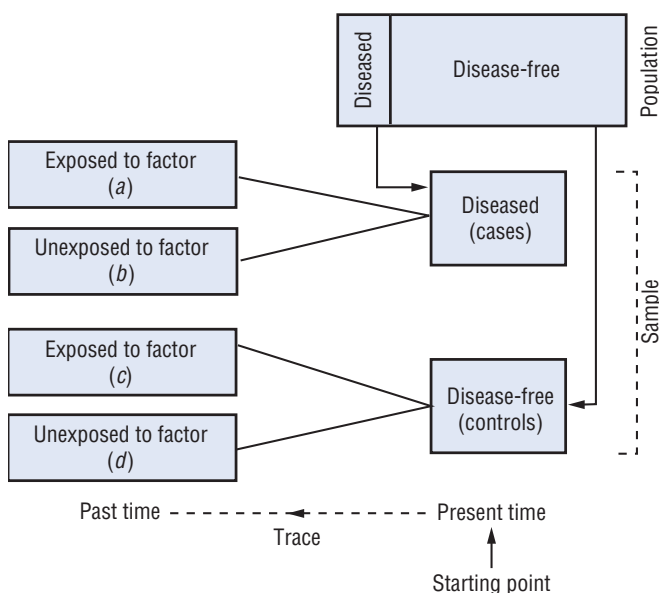 Diseased
Disease-free
Population
Exposed to factor
(a)
Unexposed to factor
(b)
Diseased
(cases)
Sample
Exposed to factor
(c)
Unexposed to factor
(d)
Disease-free
(controls)
Past time
Trace
Present time
Starting point